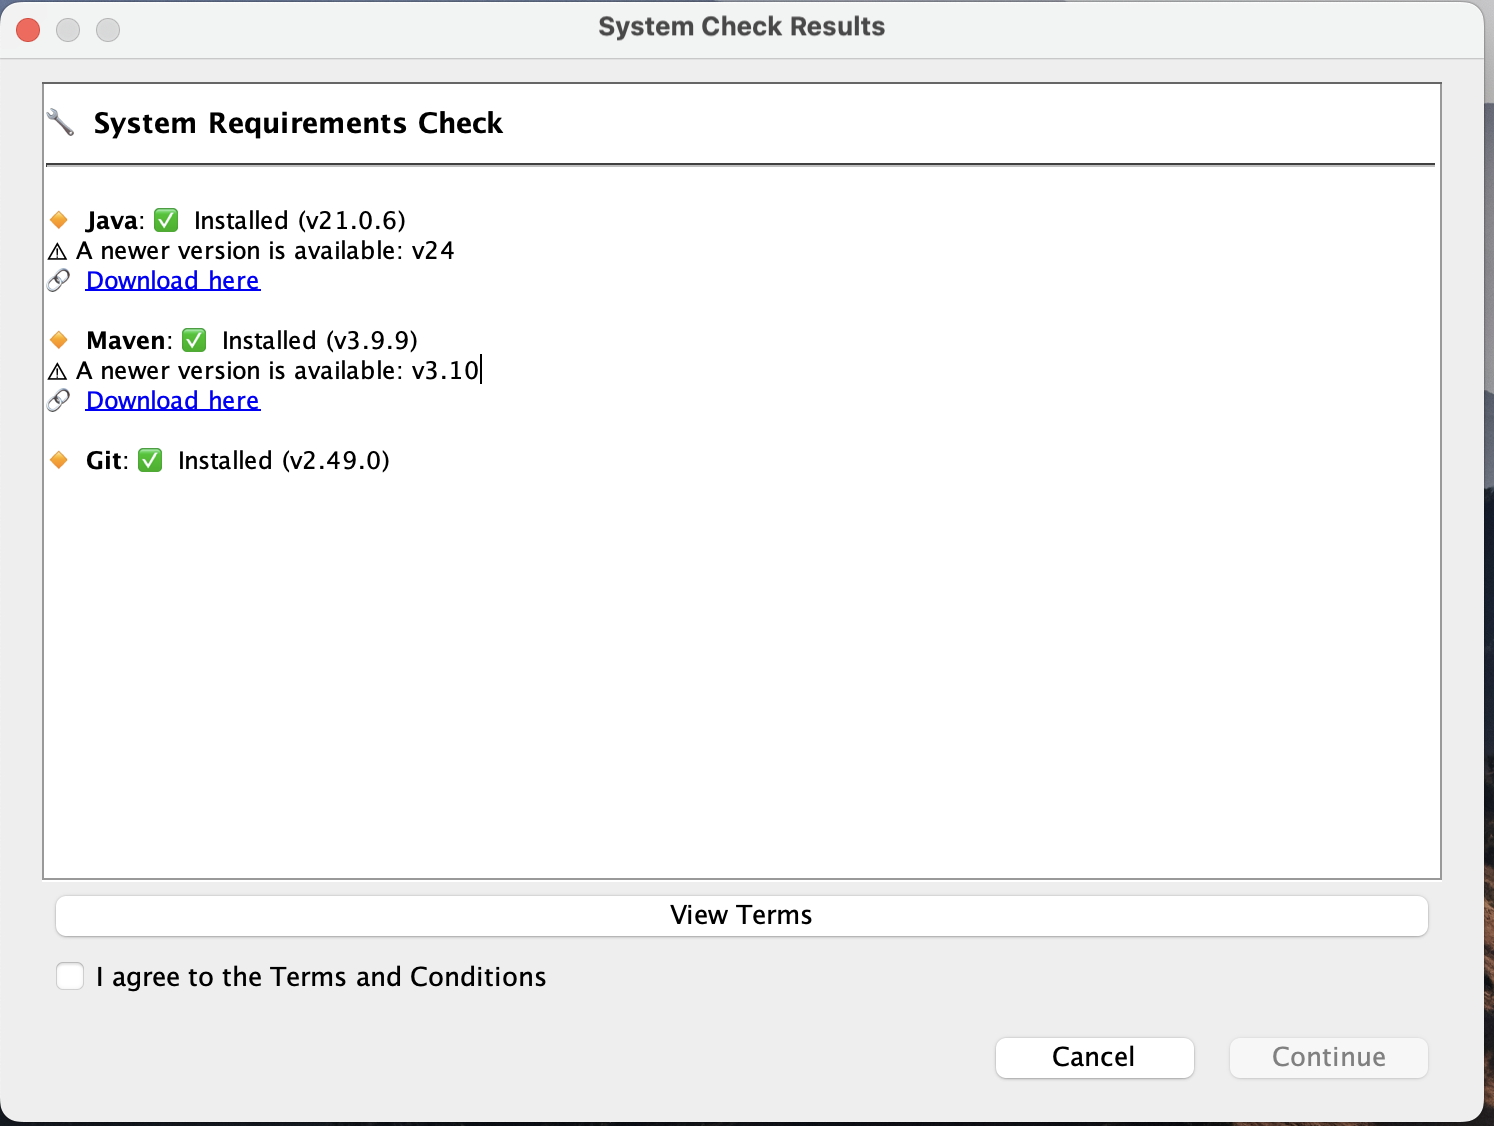 System Check Results
🔧 System Requirements Check
🔸 Java: ✅ Installed (v21.0.6)
⚠ A newer version is available: v24
🔗 Download here
🔸 Maven: ✅ Installed (v3.9.9)
⚠ A newer version is available: v3.10
🔗 Download here
🔸 Git: ✅ Installed (v2.49.0)
View Terms
I agree to the Terms and Conditions
Cancel
Continue